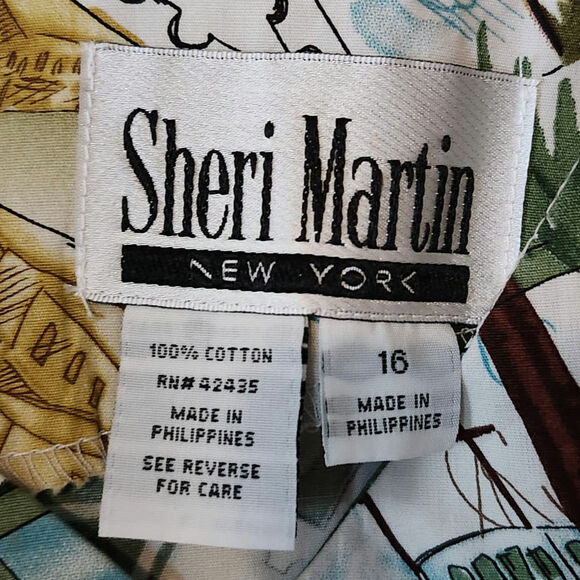 Sheri Martin
NEW YORK
100% COTTON
RN# 42435
MADE IN
PHILIPPINES
SEE REVERSE
FOR CARE
16
MADE IN
PHILIPPINES